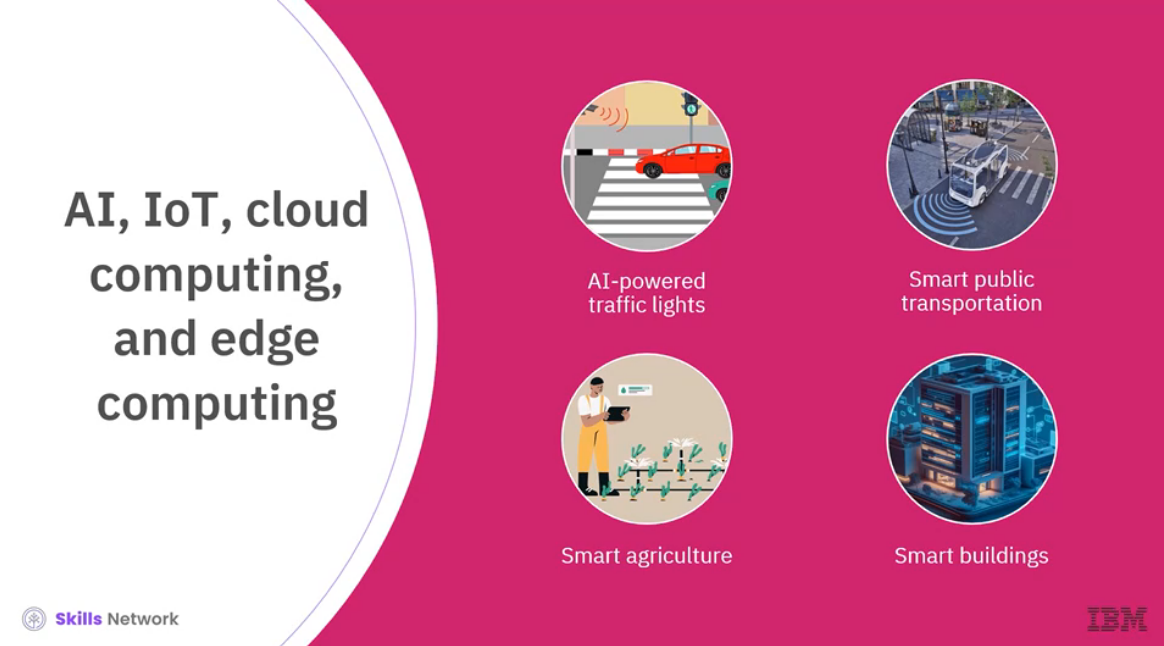 AI, IoT, cloud
computing,
and edge
computing
AI-powered
traffic lights
Smart public
transportation
Smart agriculture
Smart buildings
Skills Network
IBM